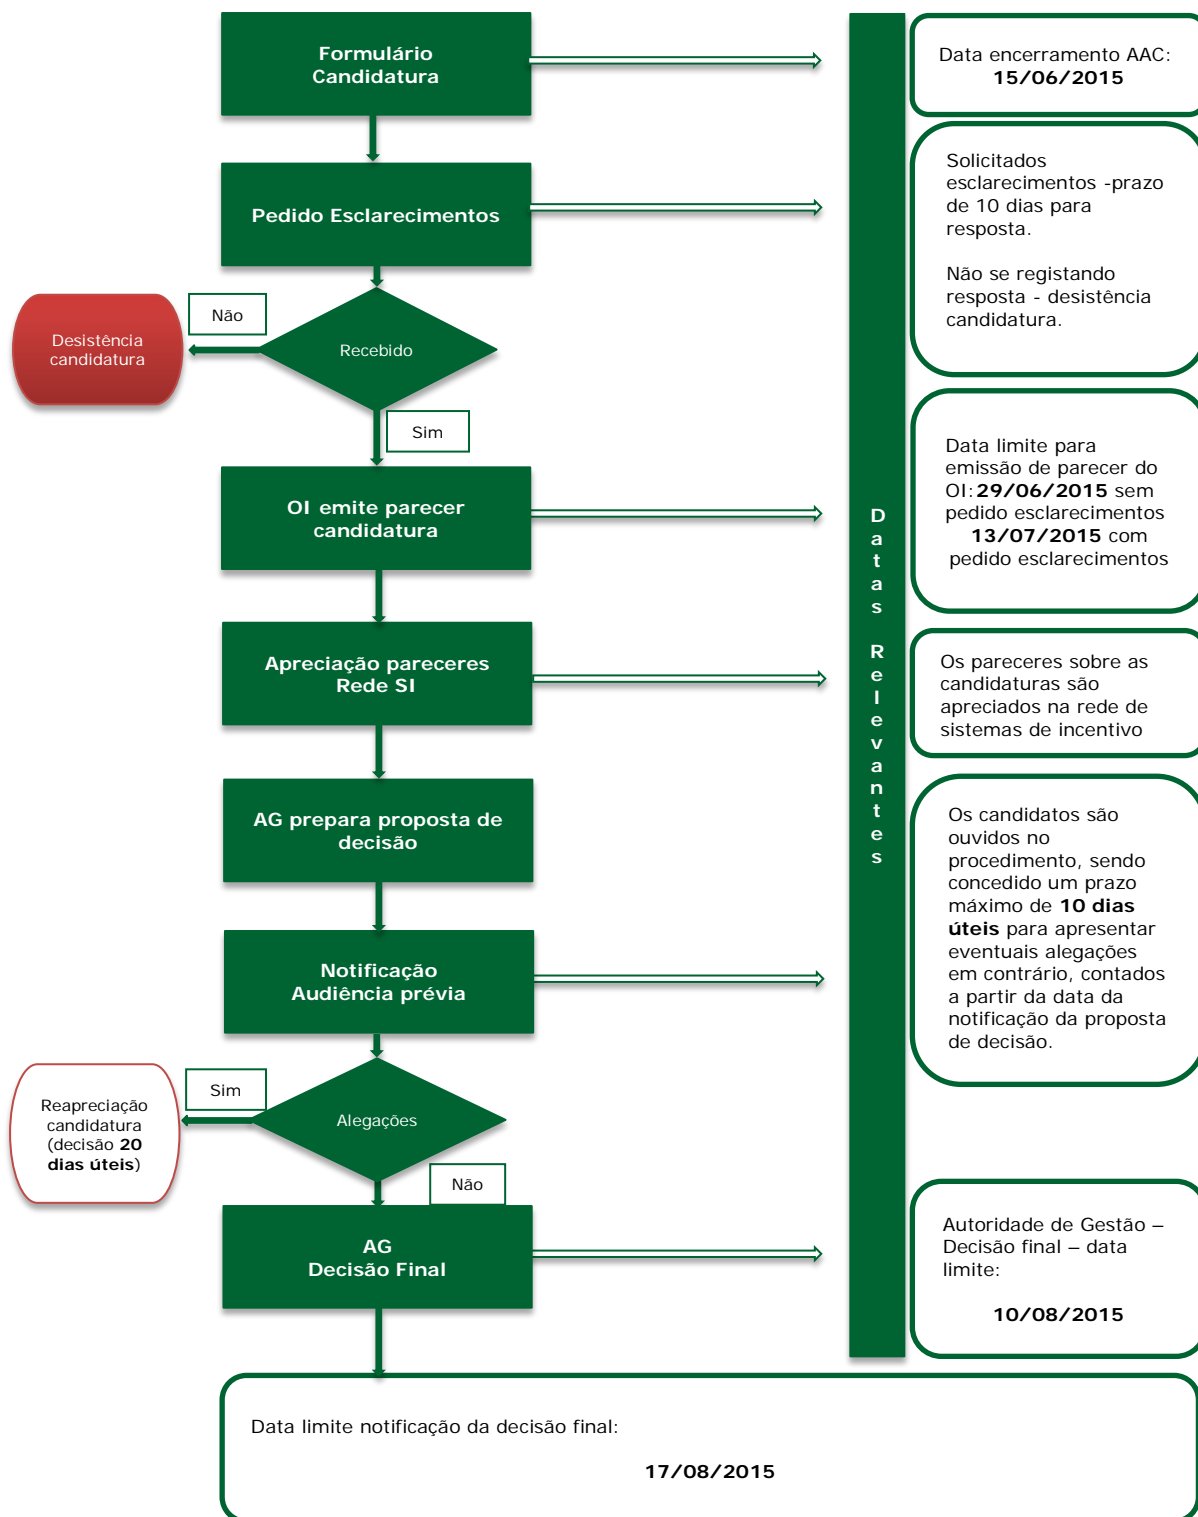 Formulário
Candidatura
Data encerramento AAC:
15/06/2015
Pedido Esclarecimentos
Solicitados
esclarecimentos -prazo
de 10 dias para
resposta.
Não se registando
resposta - desistência
candidatura.
Não
Desistência
candidatura
Recebido
Sim
OI emite parecer
candidatura
Data limite para
emissão de parecer do
OI:29/06/2015 sem
pedido esclarecimentos
13/07/2015 com
pedido esclarecimentos
Datas
Relevantes
Apreciação pareceres
Rede SI
Os pareceres sobre as
candidaturas são
apreciados na rede de
sistemas de incentivo
AG prepara proposta de
decisão
Notificação
Audiência prévia
Os candidatos são
ouvidos no
procedimento, sendo
concedido um prazo
máximo de 10 dias
úteis para apresentar
eventuais alegações
em contrário, contados
a partir da data da
notificação da proposta
de decisão.
Sim
Reapreciação
candidatura
(decisão 20
dias úteis)
Alegações
Não
AG
Decisão Final
Autoridade de Gestão –
Decisão final – data
limite:
10/08/2015
Data limite notificação da decisão final:
17/08/2015